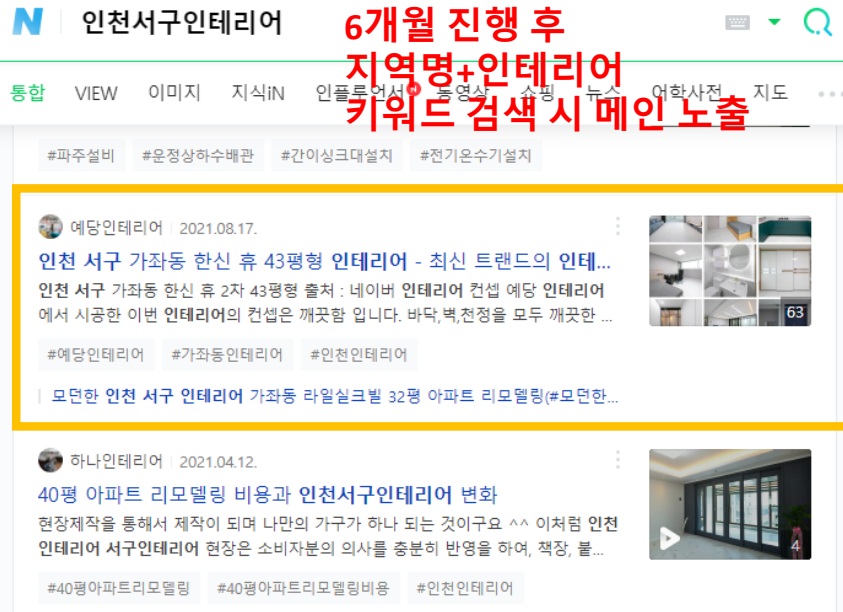 N 인천서구인테리어
6개월 진행 후
지역명+인테리어
키워드 검색 시 메인 노출
통합 VIEW 이미지 지식iN 인플루언서 N 동영상 쇼핑 뉴스 어학사전 지도
#파주설비 #운정상하수배관 #간이싱크대설치 #전기온수기설치
예당인테리어 2021.08.17.
인천 서구 가좌동 한신 휴 43평형 인테리어 - 최신 트랜드의 인테...
인천 서구 가좌동 한신 휴 2차 43평형 출처 : 네이버 인테리어 컨셉 예당 인테리어
에서 시공한 이번 인테리어의 컨셉은 깨끗함 입니다. 바닥,벽,천정을 모두 깨끗한 ...
63
#예당인테리어 #가좌동인테리어 #인천인테리어
모던한 인천 서구 인테리어 가좌동 라일실크빌 32평 아파트 리모델링(#모던한...
하나인테리어 2021.04.12.
40평 아파트 리모델링 비용과 인천서구인테리어 변화
현장제작을 통해서 제작이 되며 나만의 가구가 하나 되는 것이구요 ^^ 이처럼 인천
인테리어 서구인테리어 현장은 소비자분의 의사를 충분히 반영을 하여, 책장, 붙...
4
#40평아파트리모델링 #40평아파트리모델링비용 #인천인테리어